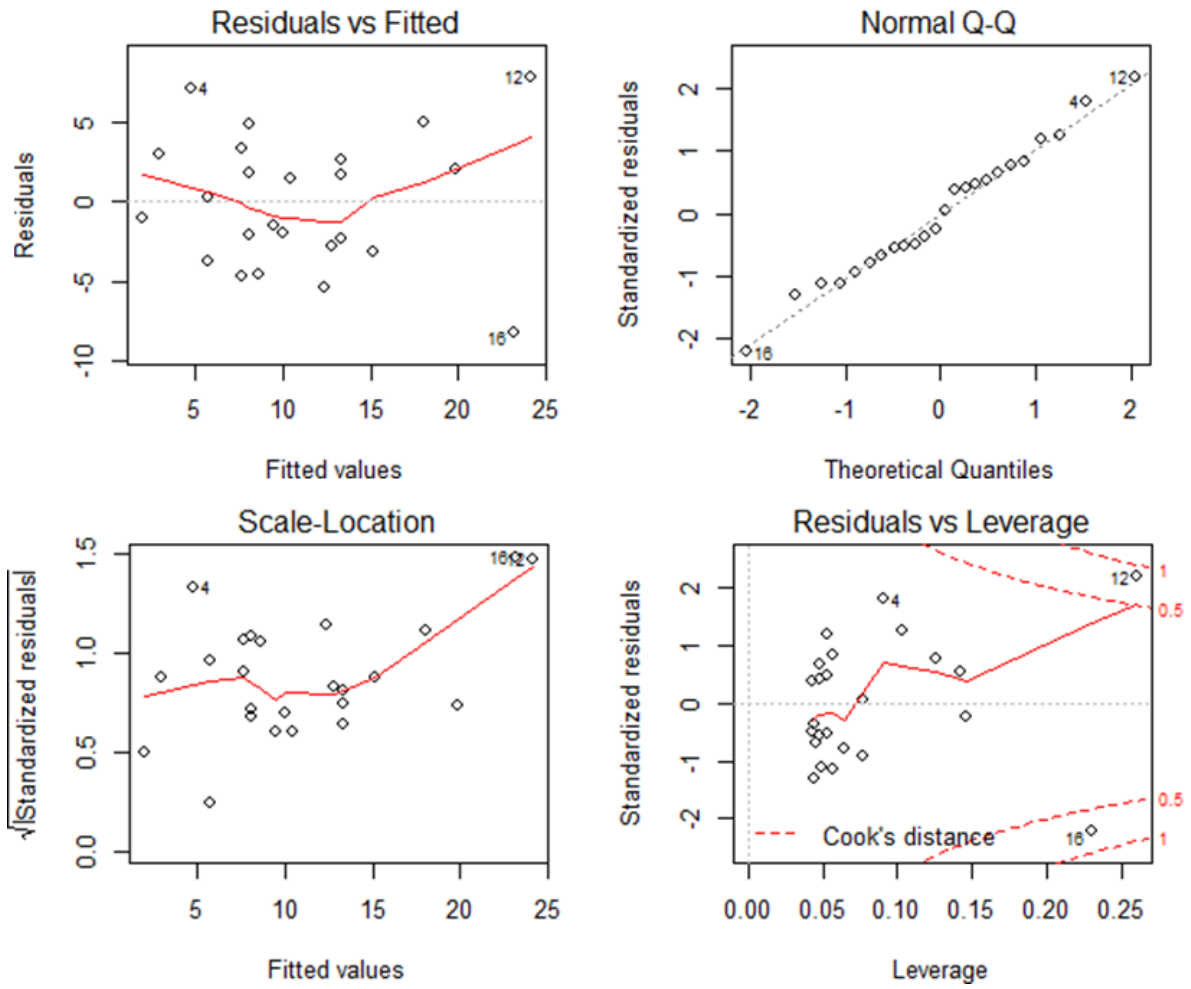 Residuals vs Fitted
Residuals
5
0
-5
-10
4
12
16
5 10 15 20 25
Fitted values
Normal Q-Q
Standardized residuals
2
1
0
-1
-2
12
4
16
-2 -1 0 1 2
Theoretical Quantiles
Scale-Location
√|Standardized residuals|
1.5
1.0
0.5
0.0
4
16
12
5 10 15 20 25
Fitted values
Residuals vs Leverage
Standardized residuals
2
1
0
-1
-2
12
4
16
1
0.5
0.5
1
Cook's distance
0.00 0.05 0.10 0.15 0.20 0.25
Leverage